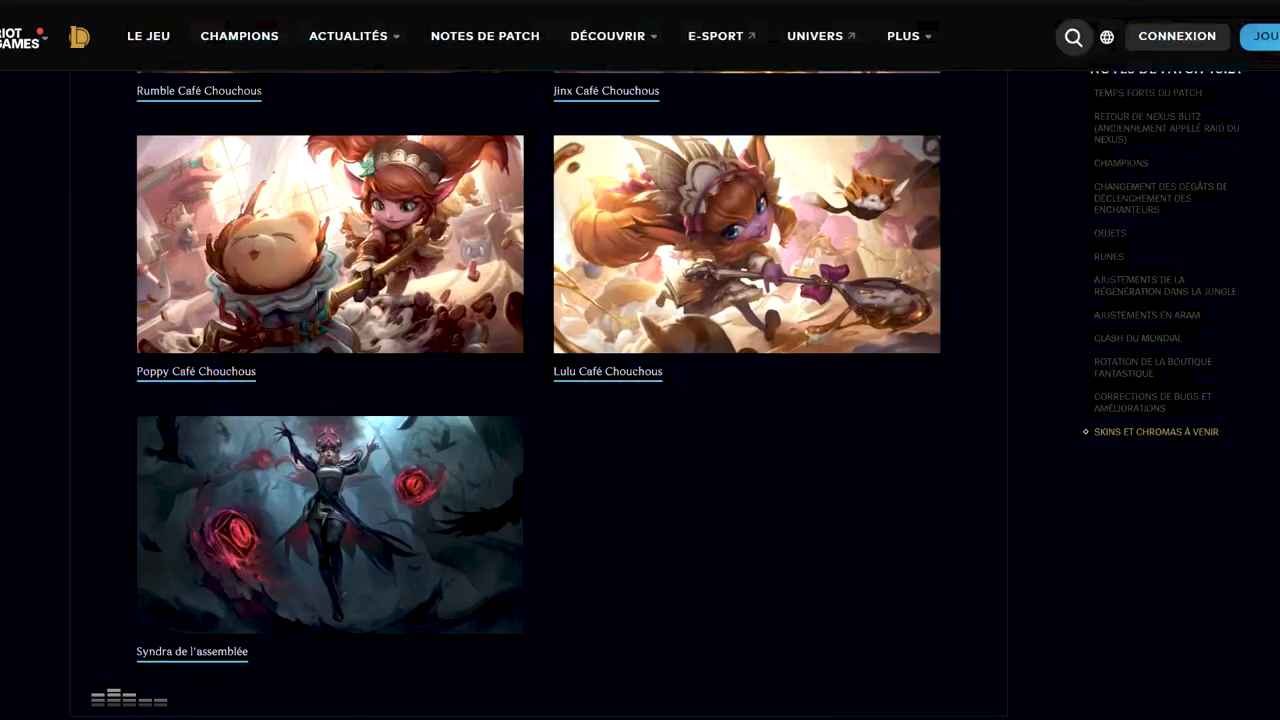 RIOT
GAMES
LE JEU
CHAMPIONS
ACTUALITÉS
NOTES DE PATCH
DÉCOUVRIR
E-SPORT
UNIVERS
PLUS
CONNEXION
JOU
Rumble Café Chouchous
Jinx Café Chouchous
NOTES DE PATCH
TEMPS FORTS DU PATCH
RETOUR DE NEXUS BLITZ
(ANCIENNEMENT APPELÉ RAID DU
NEXUS)
CHAMPIONS
CHANGEMENT DES DÉGÂTS DE
DÉCLENCHEMENT DES
ENCHANTEURS
OBJETS
RUNES
AJUSTEMENTS DE LA
RÉGÉNÉRATION DANS LA JUNGLE
AJUSTEMENTS EN ARAM
CLASH DU MONDIAL
ROTATION DE LA BOUTIQUE
FANTASTIQUE
CORRECTIONS DE BUGS ET
AMÉLIORATIONS
SKINS ET CHROMAS À VENIR
Poppy Café Chouchous
Lulu Café Chouchous
Syndra de l'assemblée